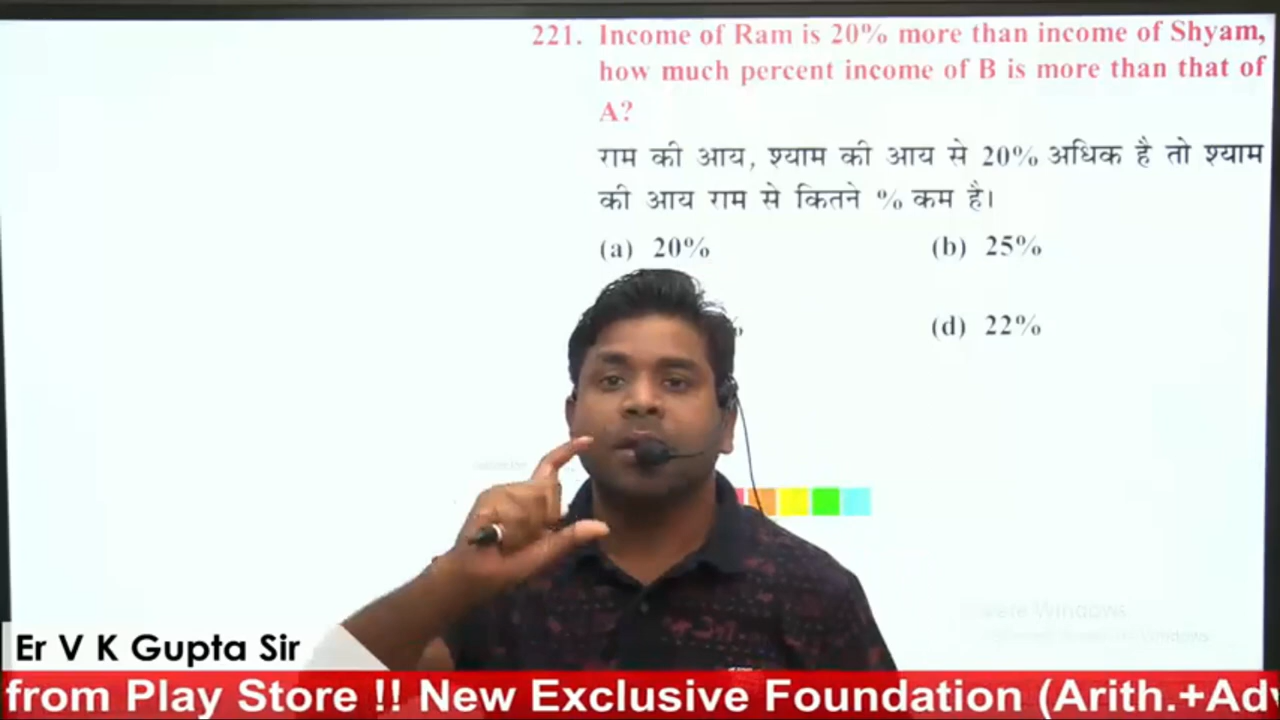 221. Income of Ram is 20% more than income of Shyam,
how much percent income of B is more than that of
A?
राम की आय, श्याम की आय से 20% अधिक है तो श्याम
की आय राम से कितने % कम है।
(a) 20% (b) 25%
% (d) 22%
Er V K Gupta Sir
from Play Store !! New Exclusive Foundation (Arith.+Adv